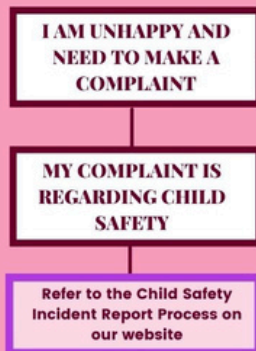 I AM UNHAPPY AND
NEED TO MAKE A
COMPLAINT
MY COMPLAINT IS
REGARDING CHILD
SAFETY
Refer to the Child Safety
Incident Report Process on
our website